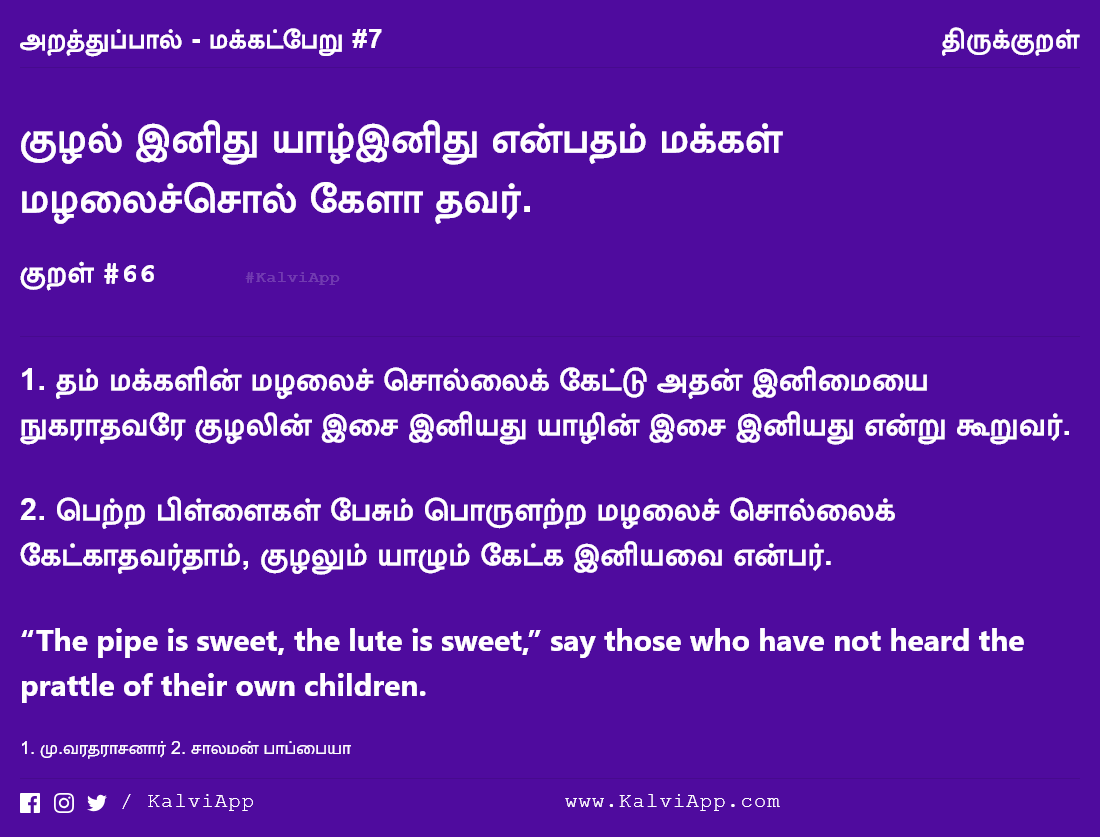 அறத்துப்பால் - மக்கட்பேறு #7
திருக்குறள்
குழல் இனிது யாழ்இனிது என்பதம் மக்கள்
மழலைச்சொல் கேளா தவர்.
குறள் #66
#KalviApp
1. தம் மக்களின் மழலைச் சொல்லைக் கேட்டு அதன் இனிமையை
நுகராதவரே குழலின் இசை இனியது யாழின் இசை இனியது என்று கூறுவர்.
2. பெற்ற பிள்ளைகள் பேசும் பொருளற்ற மழலைச் சொல்லைக்
கேட்காதவர்தாம், குழலும் யாழும் கேட்க இனியவை என்பர்.
“The pipe is sweet, the lute is sweet,” say those who have not heard the
prattle of their own children.
1. மு.வரதராசனார் 2. சாலமன் பாப்பையா
/ KalviApp
www.KalviApp.com